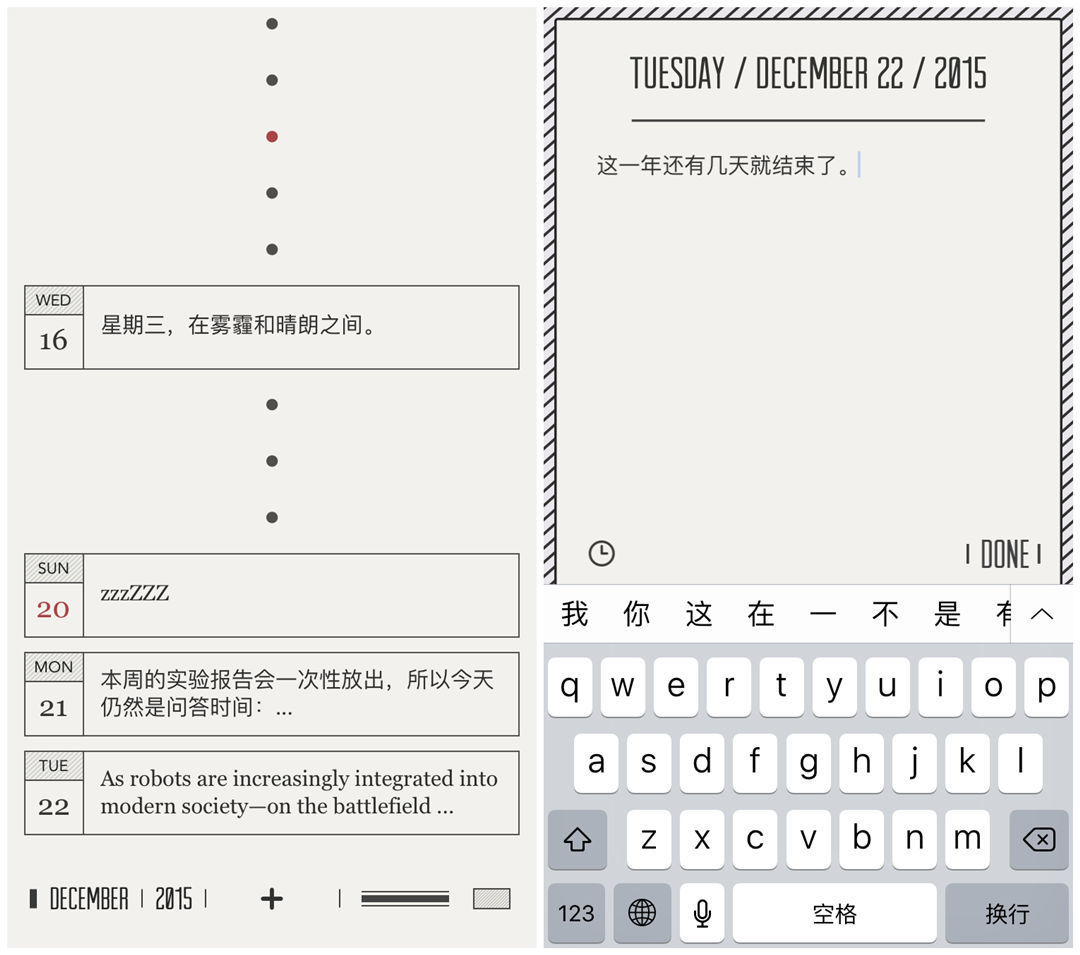 WED
16
星期三，在雾霾和晴朗之间。
SUN
20
zzzZZZ
MON
21
本周的实验报告会一次性放出，所以今天
仍然是问答时间：...
TUE
22
As robots are increasingly integrated into
modern society—on the battlefield ...
DECEMBER | 2015 |
TUESDAY / DECEMBER 22 / 2015
这一年还有几天就结束了。
| DONE |
我 你 这 在 一 不 是 有
q w e r t y u i o p
a s d f g h j k l
z x c v b n m
123 空格 换行